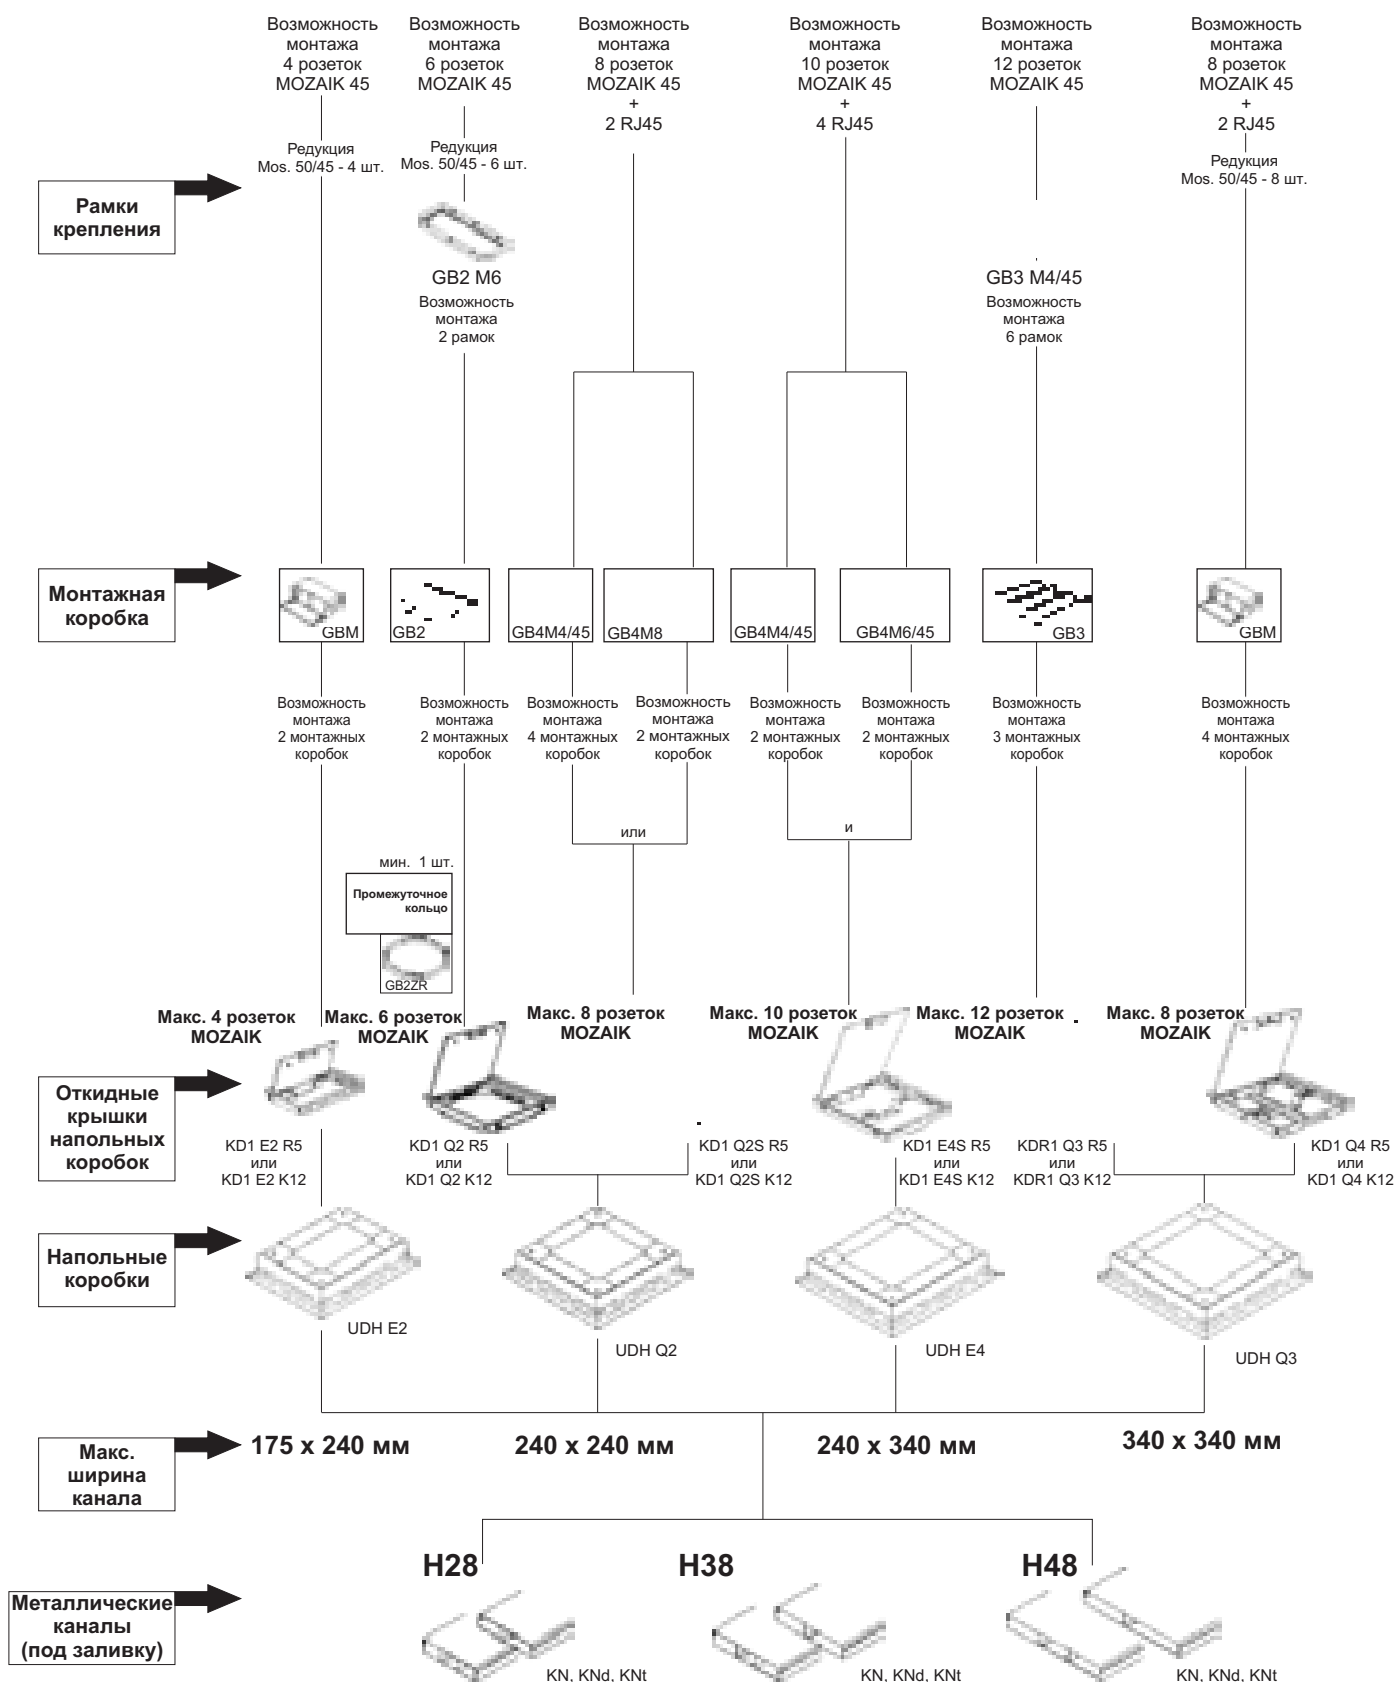 Возможность
монтажа
4 розеток
MOZAIK 45
Возможность
монтажа
6 розеток
MOZAIK 45
Возможность
монтажа
8 розеток
MOZAIK 45
+
2 RJ45
Возможность
монтажа
10 розеток
MOZAIK 45
+
4 RJ45
Возможность
монтажа
12 розеток
MOZAIK 45
Возможность
монтажа
8 розеток
MOZAIK 45
+
2 RJ45
Редукция
Mos. 50/45 - 4 шт.
Редукция
Mos. 50/45 - 6 шт.
Редукция
Mos. 50/45 - 8 шт.
Рамки
крепления
GB2 M6
Возможность
монтажа
2 рамок
GB3 M4/45
Возможность
монтажа
6 рамок
Монтажная
коробка
GBM
GB2
GB4M4/45
GB4M8
GB4M4/45
GB4M6/45
GB3
GBM
Возможность
монтажа
2 монтажных
коробок
Возможность
монтажа
2 монтажных
коробок
Возможность
монтажа
4 монтажных
коробок
Возможность
монтажа
2 монтажных
коробок
Возможность
монтажа
2 монтажных
коробок
Возможность
монтажа
2 монтажных
коробок
Возможность
монтажа
3 монтажных
коробок
Возможность
монтажа
4 монтажных
коробок
или
и
мин. 1 шт.
Промежуточное
кольцо
GB2ZR
Макс. 4 розеток
MOZAIK
Макс. 6 розеток
MOZAIK
Макс. 8 розеток
MOZAIK
Макс. 10 розеток
MOZAIK
Макс. 12 розеток
MOZAIK
Макс. 8 розеток
MOZAIK
Откидные
крышки
напольных
коробок
KD1 E2 R5
или
KD1 E2 K12
KD1 Q2 R5
или
KD1 Q2 K12
KD1 Q2S R5
или
KD1 Q2S K12
KD1 E4S R5
или
KD1 E4S K12
KDR1 Q3 R5
или
KDR1 Q3 K12
KD1 Q4 R5
или
KD1 Q4 K12
Напольные
коробки
UDH E2
UDH Q2
UDH E4
UDH Q3
Макс.
ширина
канала
175 x 240 мм
240 x 240 мм
240 x 340 мм
340 x 340 мм
Металлические
каналы
(под заливку)
H28
H38
H48
KN, KNd, KNt
KN, KNd, KNt
KN, KNd, KNt